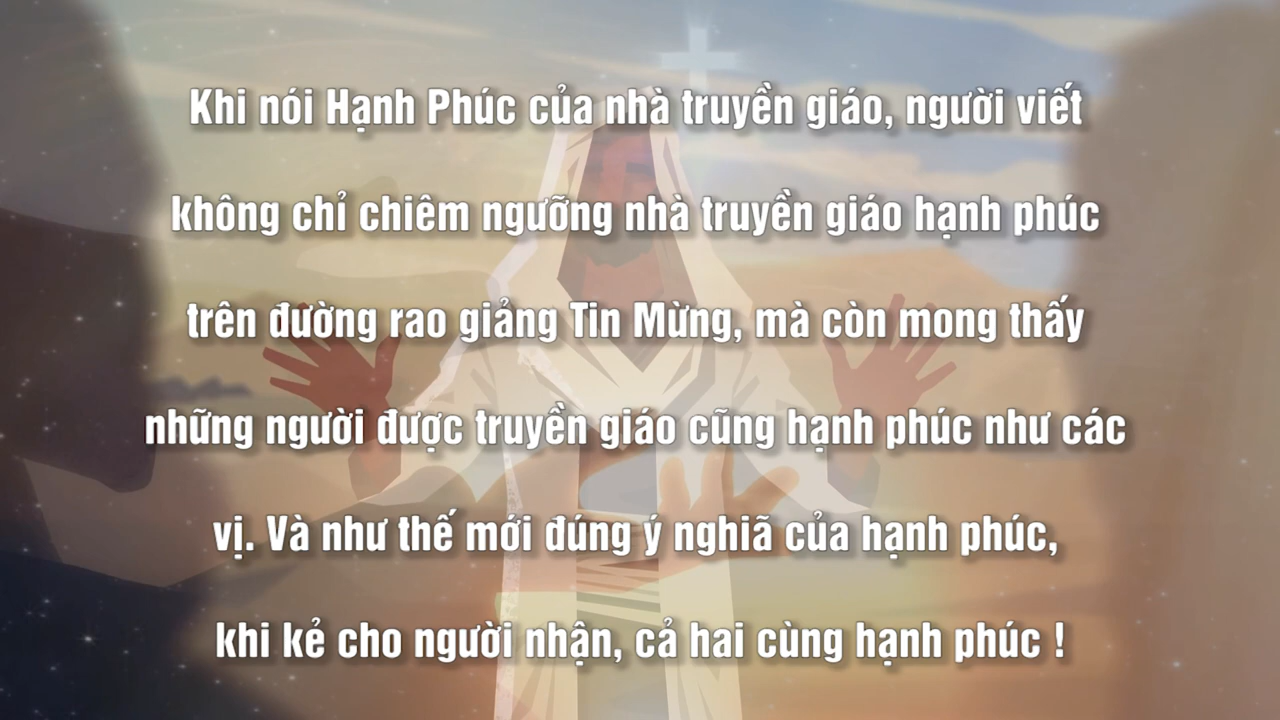 Khi nói Hạnh Phúc của nhà truyền giáo, người viết
không chỉ chiêm ngưỡng nhà truyền giáo hạnh phúc
trên đường rao giảng Tin Mừng, mà còn mong thấy
những người được truyền giáo cũng hạnh phúc như các
vị. Và như thế mới đúng ý nghiã của hạnh phúc,
khi kẻ cho người nhận, cả hai cùng hạnh phúc !